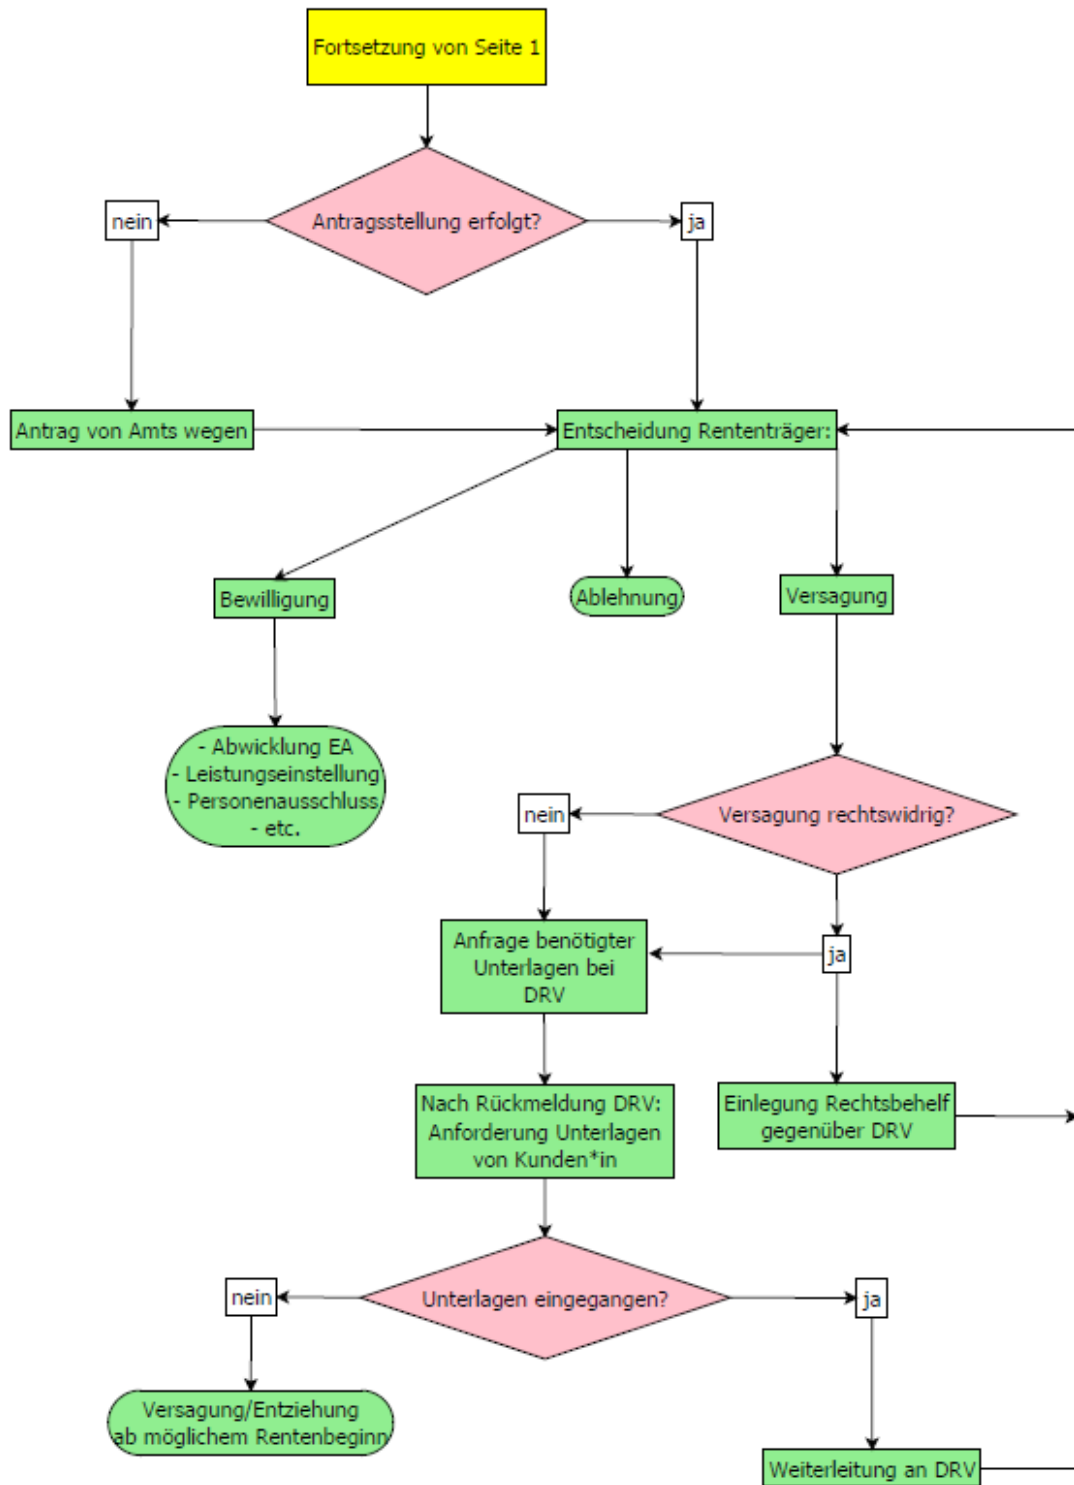 Fortsetzung von Seite 1
Antragsstellung erfolgt?
nein
ja
Antrag von Amts wegen
Entscheidung Rententräger:
Bewilligung
Ablehnung
Versagung
- Abwicklung EA
- Leistungseinstellung
- Personenausschluss
- etc.
Versagung rechtswidrig?
nein
ja
Anfrage benötigter
Unterlagen bei
DRV
Nach Rückmeldung DRV:
Anforderung Unterlagen
von Kunden*in
Einlegung Rechtsbehelf
gegenüber DRV
Unterlagen eingegangen?
nein
ja
Versagung/Entziehung
ab möglichem Rentenbeginn
Weiterleitung an DRV